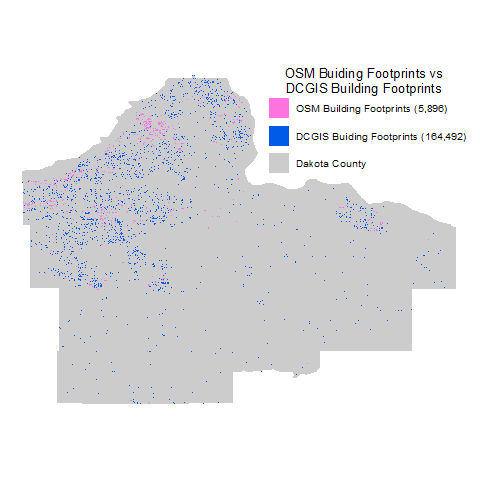 OSM Buiding Footprints vs
DCGIS Building Footprints
OSM Building Footprints (5,896)
DCGIS Buiding Footprints (164,492)
Dakota County